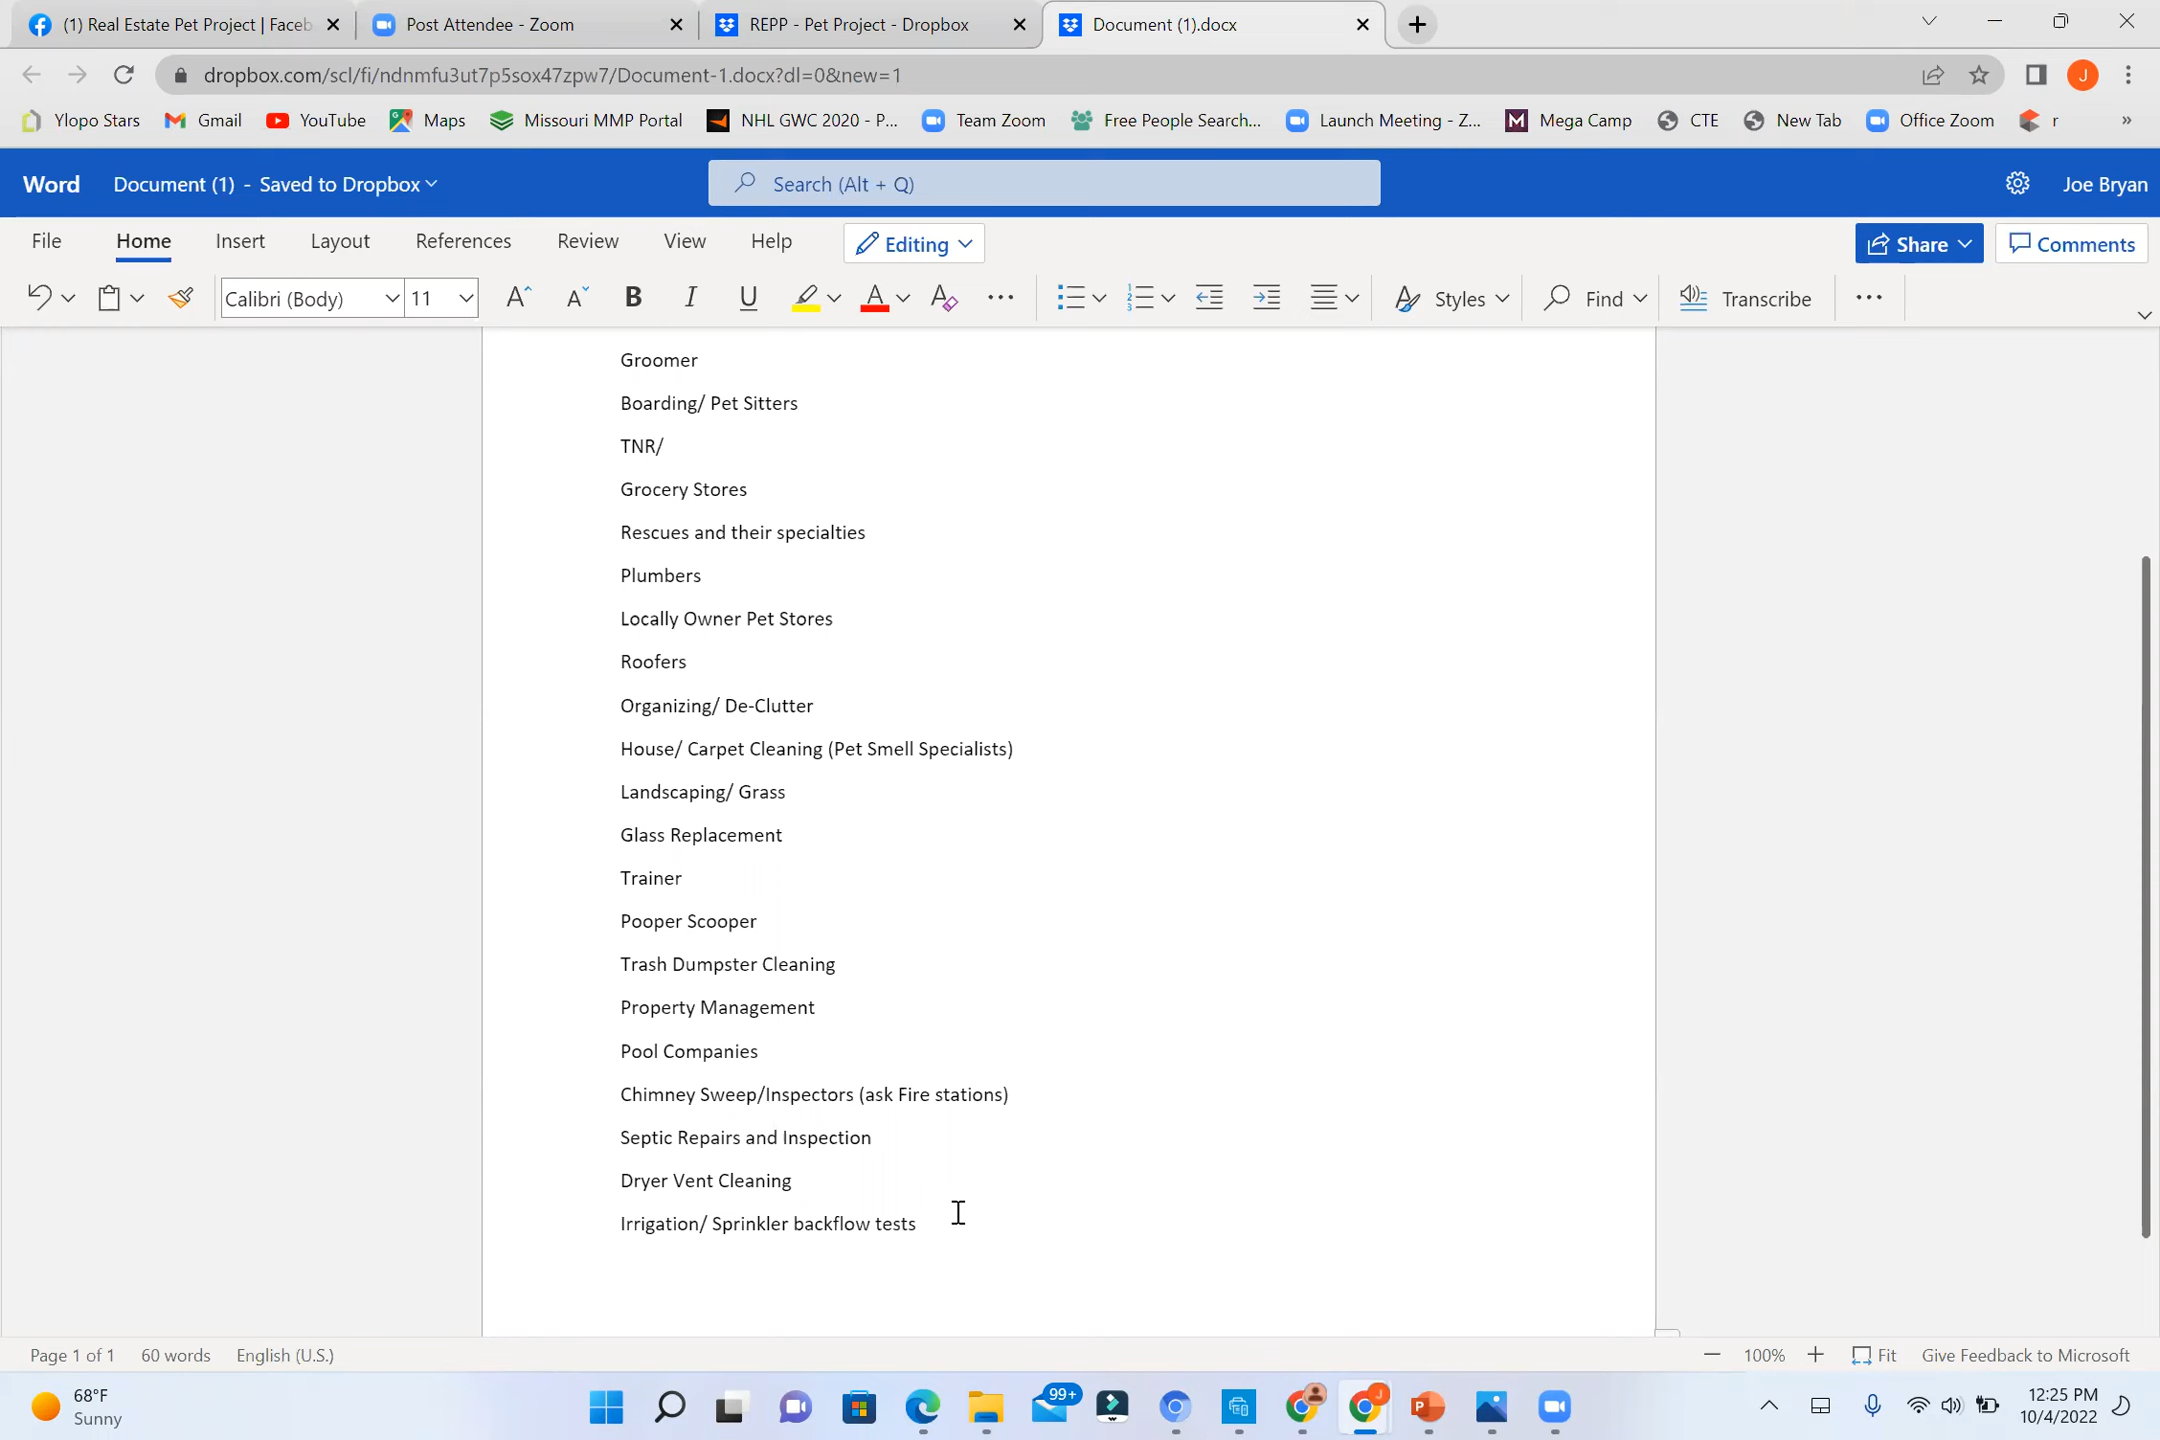 (1) Real Estate Pet Project | Faceb
Post Attendee - Zoom
REPP - Pet Project - Dropbox
Document (1).docx
dropbox.com/scl/fi/ndnmfu3ut7p5sox47zpw7/Document-1.docx?dl=0&new=1
J
Ylopo Stars
Gmail
YouTube
Maps
Missouri MMP Portal
NHL GWC 2020 - P...
Team Zoom
Free People Search...
Launch Meeting - Z...
Mega Camp
CTE
New Tab
Office Zoom
r
»
Word
Document (1) - Saved to Dropbox
Search (Alt + Q)
Joe Bryan
File
Home
Insert
Layout
References
Review
View
Help
Editing
Share
Comments
Calibri (Body)
11
A
A
B
I
U
A
A
Styles
Find
Transcribe
Groomer
Boarding/ Pet Sitters
TNR/
Grocery Stores
Rescues and their specialties
Plumbers
Locally Owner Pet Stores
Roofers
Organizing/ De-Clutter
House/ Carpet Cleaning (Pet Smell Specialists)
Landscaping/ Grass
Glass Replacement
Trainer
Pooper Scooper
Trash Dumpster Cleaning
Property Management
Pool Companies
Chimney Sweep/Inspectors (ask Fire stations)
Septic Repairs and Inspection
Dryer Vent Cleaning
Irrigation/ Sprinkler backflow tests
Page 1 of 1
60 words
English (U.S.)
100%
Fit
Give Feedback to Microsoft
68°F
Sunny
99+
J
P
12:25 PM
10/4/2022